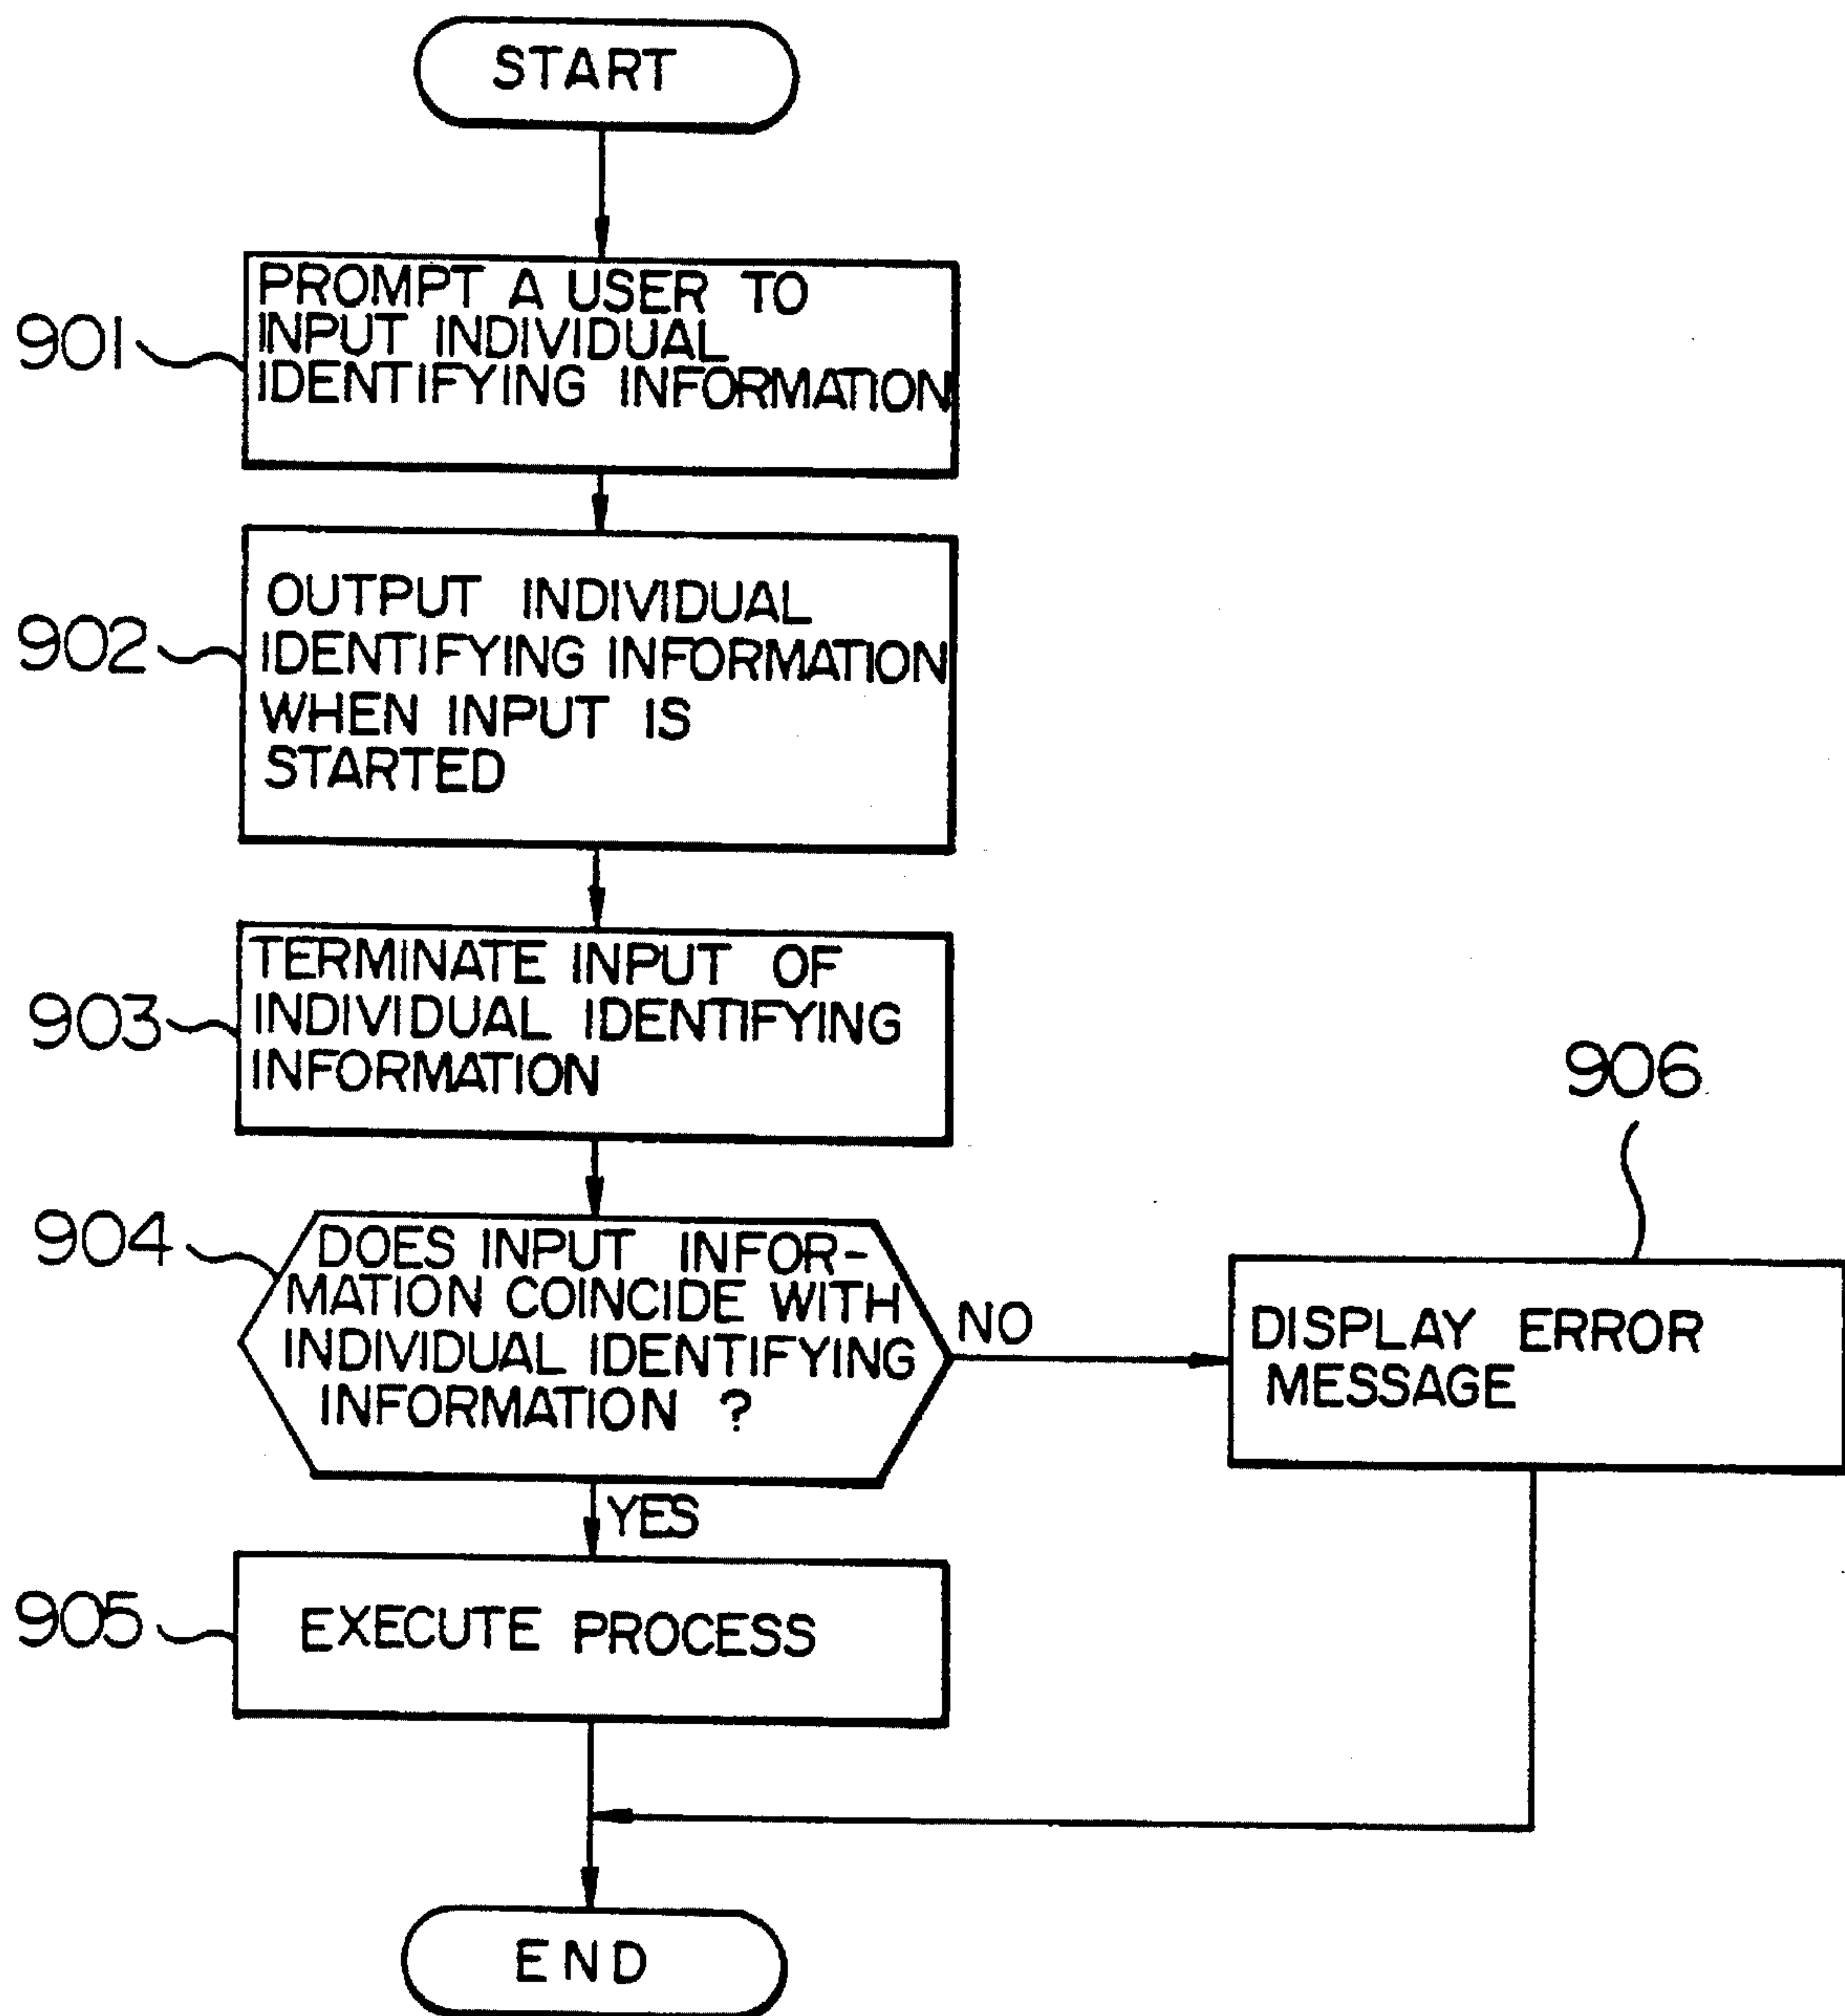 START
901
PROMPT A USER TO
INPUT INDIVIDUAL
IDENTIFYING INFORMATION
902
OUTPUT INDIVIDUAL
IDENTIFYING INFORMATION
WHEN INPUT IS
STARTED
903
TERMINATE INPUT OF
INDIVIDUAL IDENTIFYING
INFORMATION
904
DOES INPUT INFOR-
MATION COINCIDE WITH
INDIVIDUAL IDENTIFYING
INFORMATION ?
NO
906
DISPLAY ERROR
MESSAGE
YES
905
EXECUTE PROCESS
END